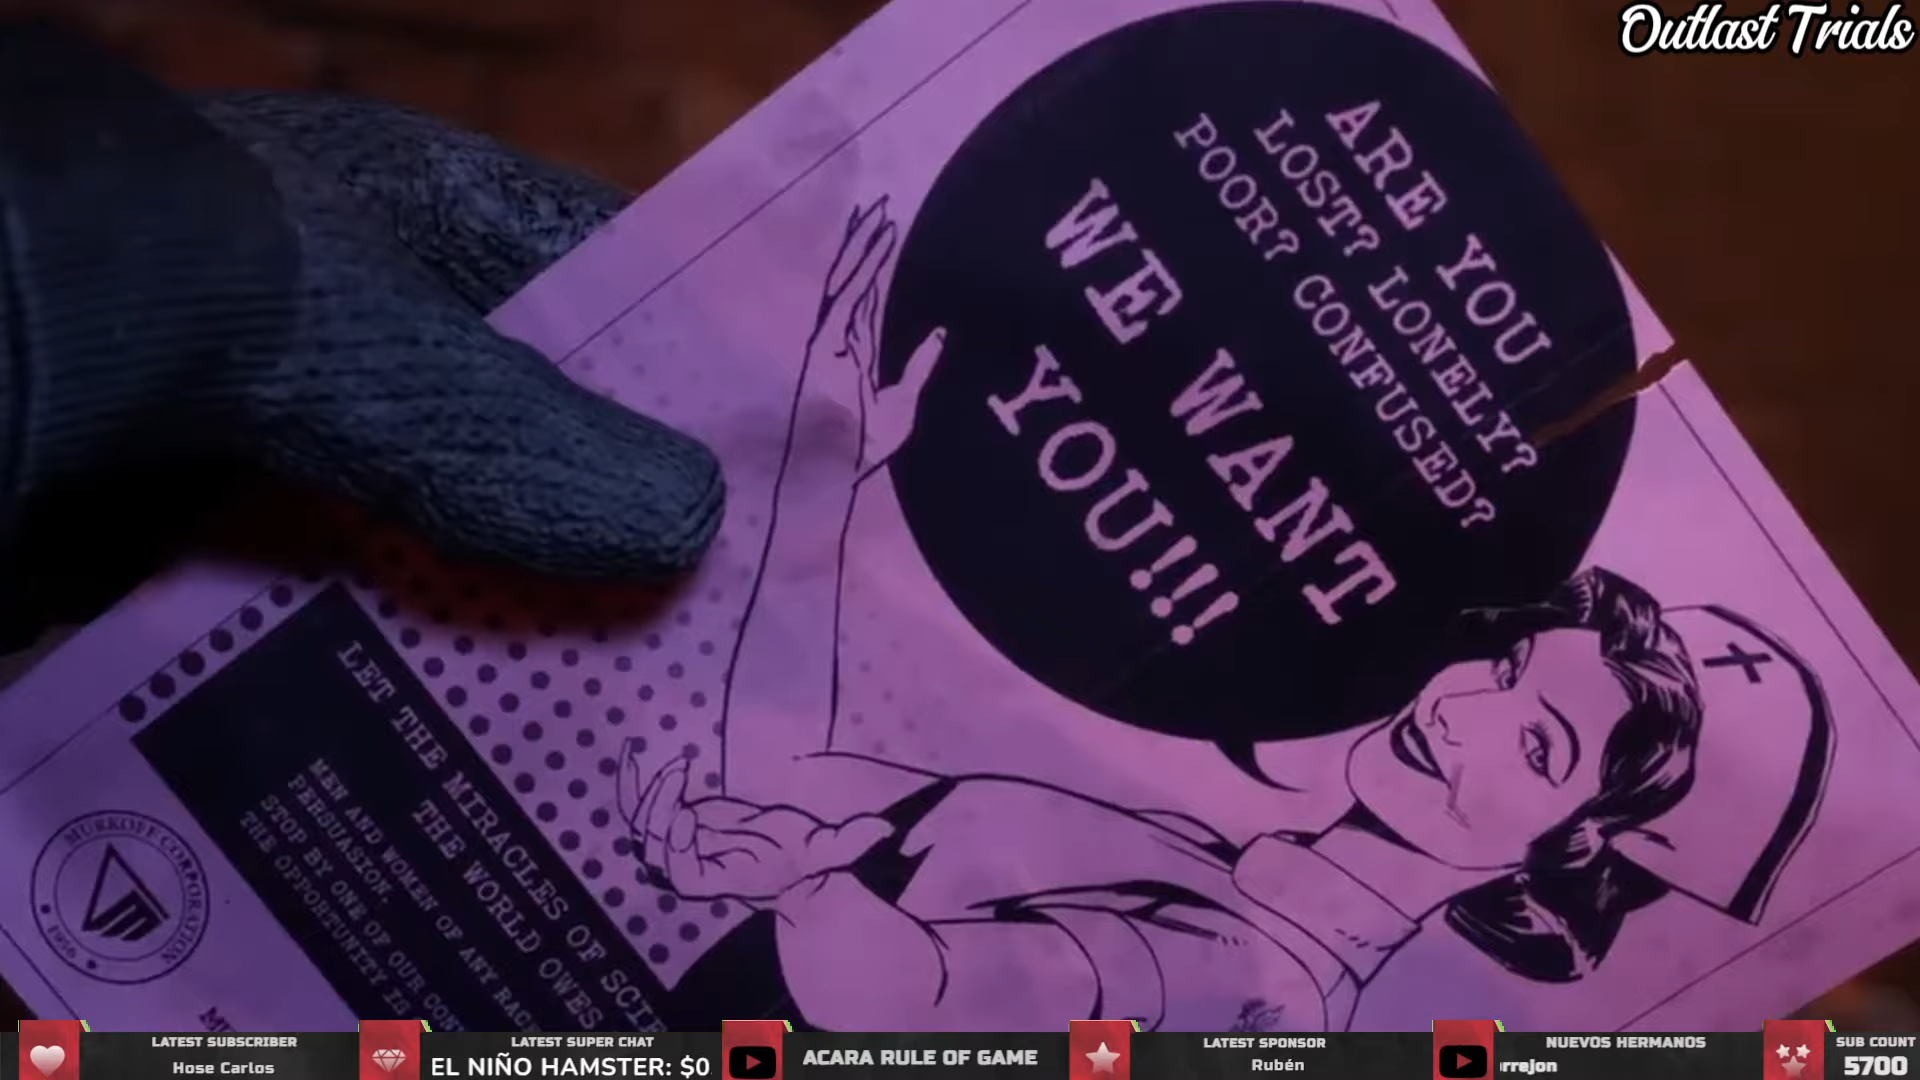 Outlast Trials
ARE YOU
LOST? LONELY?
POOR? CONFUSED?
WE WANT
YOU!!!
LET THE MIRACLES OF
THE WORLD OWES
MEN AND WOMEN OF ANY
PERSUASION.
STOP BY ONE OF OUR
THE OPPORTUNITY
MURKOFF CORPORATION
LATEST SUBSCRIBER
Hose Carlos
LATEST SUPER CHAT
EL NIÑO HAMSTER: $0
ACARA RULE OF GAME
LATEST SPONSOR
Rubén
NUEVOS HERMANOS
rrejon
SUB COUNT
5700